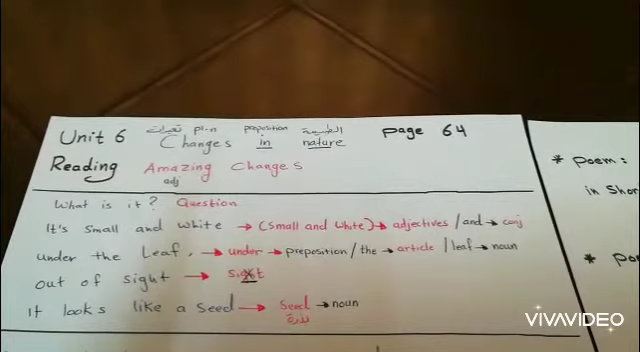 تغيرات pl.n preposition الطبيعة
Unit 6 Changes in nature page 64
Reading Amazing Changes
adj
What is it? Question
It's small and white → (small and white) → adjectives / and → conj
under the Leaf, → under → preposition / the → article / leaf → noun
out of sight → sight
It looks like a seed → Seed → noun
بذرة
* poem:
in Shor
* po
VIVAVIDEO